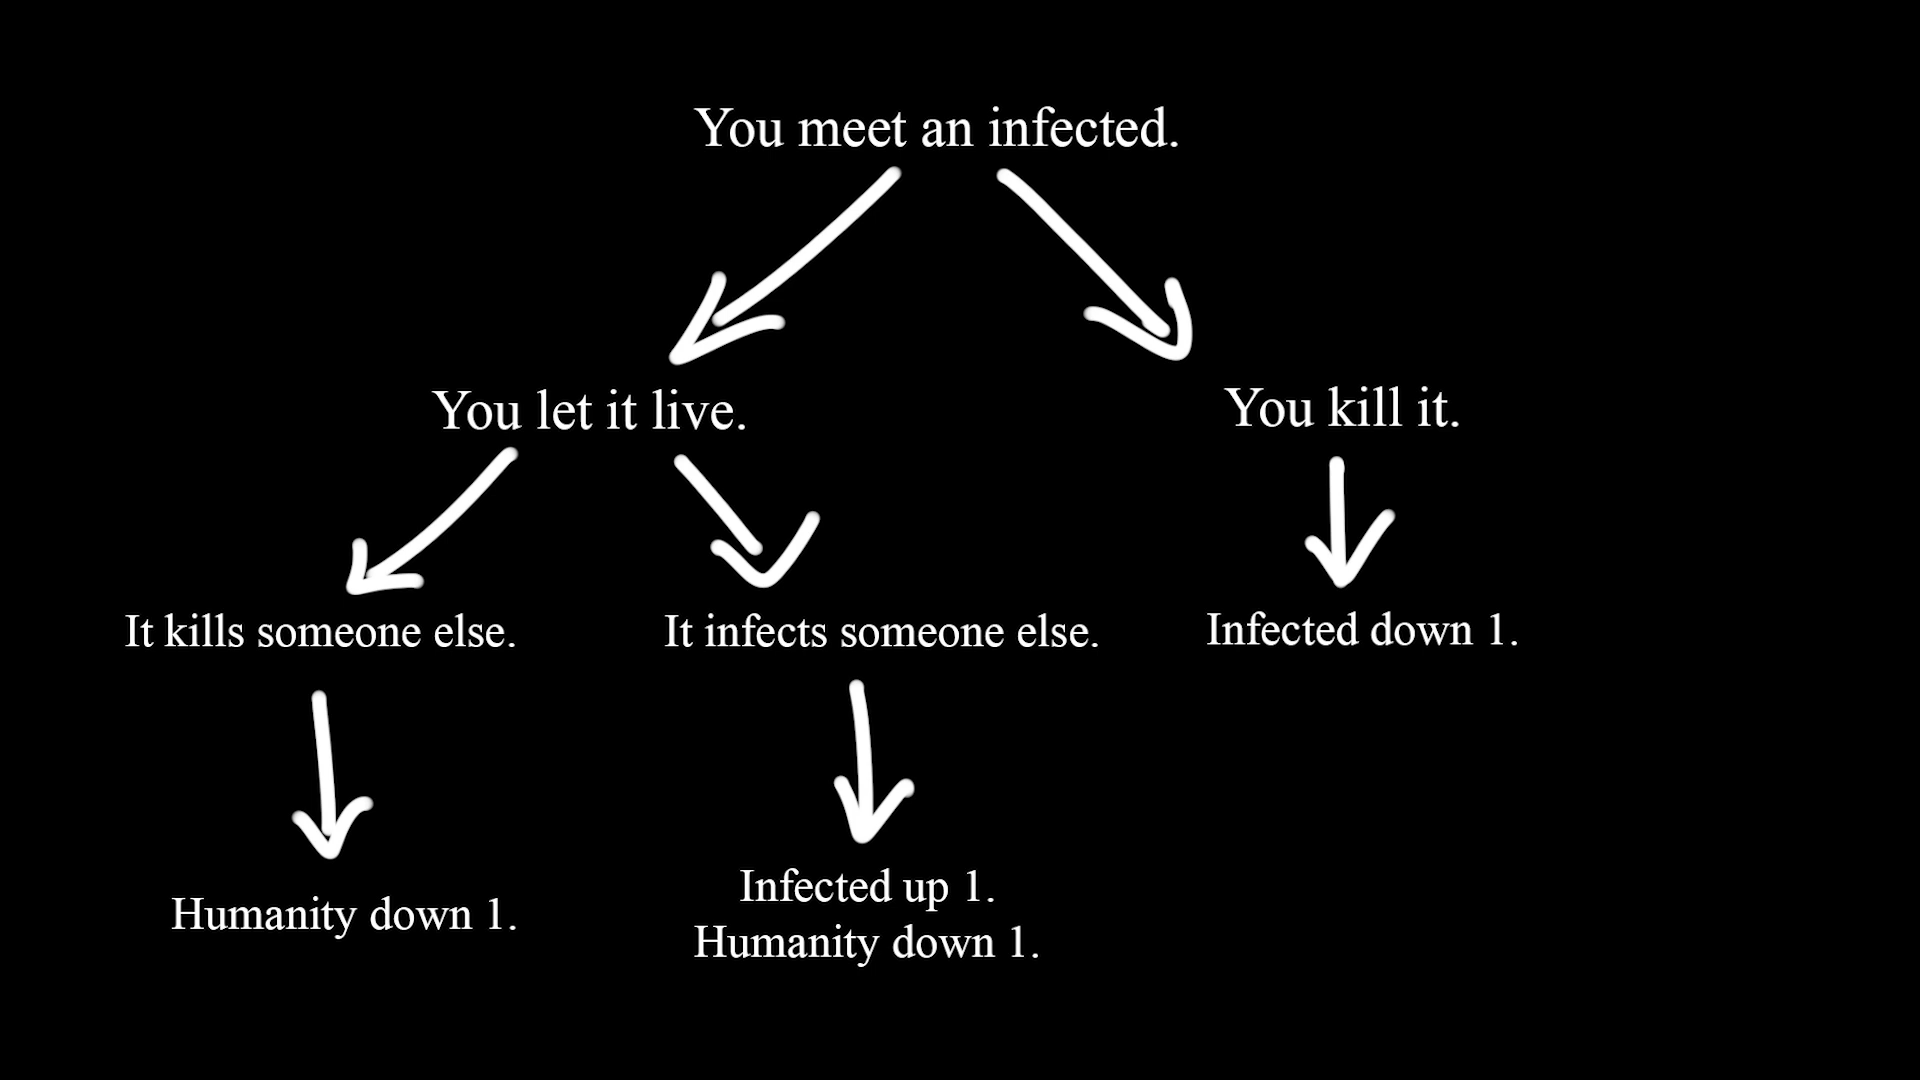 You meet an infected.
You let it live.
You kill it.
It kills someone else.
It infects someone else.
Infected down 1.
Humanity down 1.
Infected up 1.
Humanity down 1.